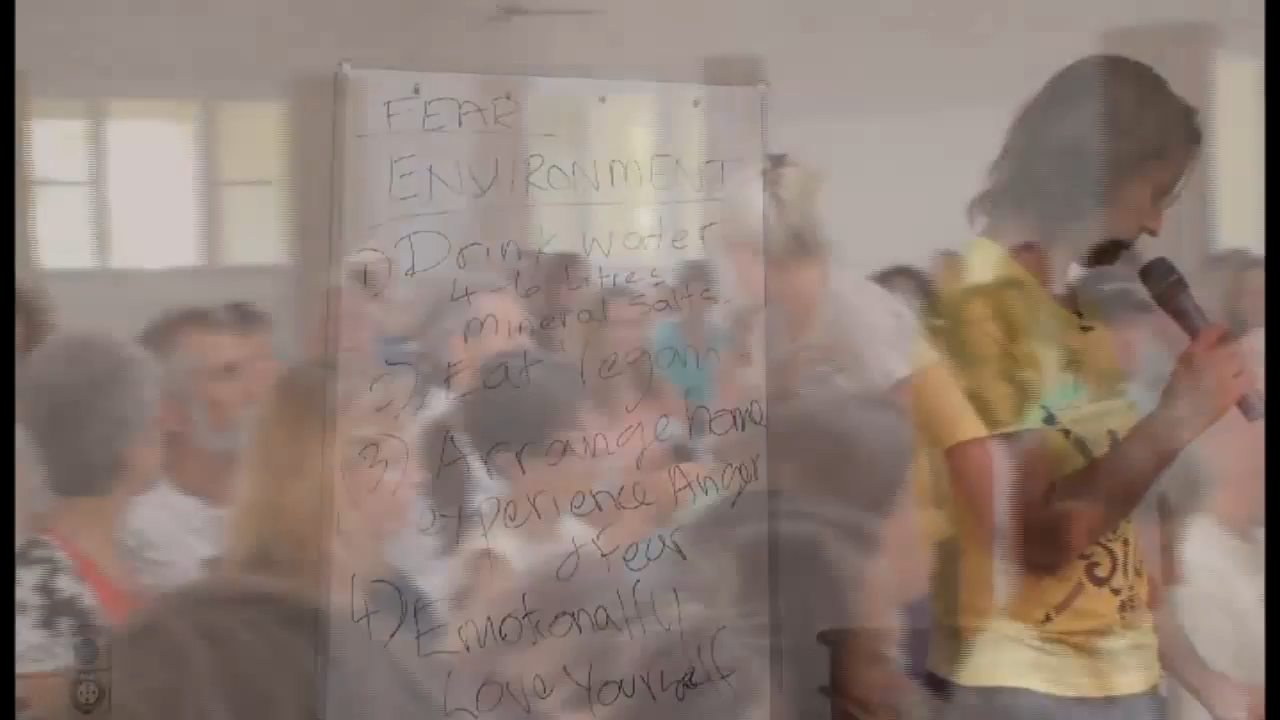 FEAR
ENVIRONMENT
1) Drink water
4-6 Litres
mineral salts.
2) Eat Vegan
3) Arrange home
experience Anger
& Fear
4) Emotionally
Love Yourself